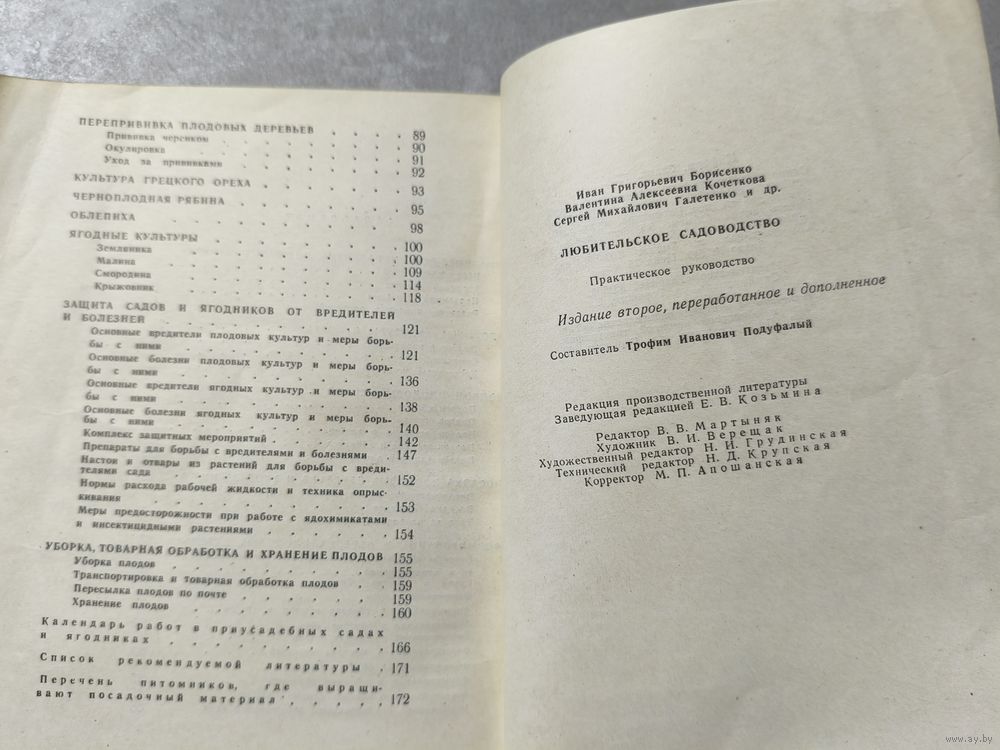 ПЕРЕПРИВИВКА ПЛОДОВЫХ ДЕРЕВЬЕВ . . . . 89
Прививка черенком . . . . . . 90
Окулировка . . . . . . 91
Уход за прививками . . . . . . 92
КУЛЬТУРА ГРЕЦКОГО ОРЕХА . . . . . . 93
ЧЕРНОПЛОДНАЯ РЯБИНА . . . . . . 95
ОБЛЕПИХА . . . . . . 98
ЯГОДНЫЕ КУЛЬТУРЫ . . . . . . 100
Земляника . . . . . . 100
Малина . . . . . . 109
Смородина . . . . . . 114
Крыжовник . . . . . . 118
ЗАЩИТА САДОВ И ЯГОДНИКОВ ОТ ВРЕДИТЕЛЕЙ
И БОЛЕЗНЕЙ . . . . . . 121
Основные вредители плодовых культур и меры борь-
бы с ними . . . . . . 121
Основные болезни плодовых культур и меры борь-
бы с ними . . . . . . 136
Основные вредители ягодных культур и меры борь-
бы с ними . . . . . . 138
Основные болезни ягодных культур и меры борь-
бы с ними . . . . . . 140
Комплекс защитных мероприятий . . . . 142
Препараты для борьбы с вредителями и болезнями . 147
Настои и отвары из растений для борьбы с вреди-
телями сада . . . . . . 152
Нормы расхода рабочей жидкости и техника опрыс-
кивания . . . . . . 153
Меры предосторожности при работе с ядохимикатами
и инсектицидными растениями . . . . 154
УБОРКА, ТОВАРНАЯ ОБРАБОТКА И ХРАНЕНИЕ ПЛОДОВ 155
Уборка плодов . . . . . . 155
Транспортировка и товарная обработка плодов . . 159
Пересылка плодов по почте . . . . . 159
Хранение плодов . . . . . . 160
Календарь работ в приусадебных садах
и ягодниках . . . . . . 166
Список рекомендуемой литературы . 171
Перечень питомников, где выращи-
вают посадочный материал . . . . . 172
Иван Григорьевич Борисенко
Валентина Алексеевна Кочеткова
Сергей Михайлович Галетенко и др.
ЛЮБИТЕЛЬСКОЕ САДОВОДСТВО
Практическое руководство
Издание второе, переработанное и дополненное
Составитель Трофим Иванович Подуфалый
Редакция производственной литературы
Заведующая редакцией Е. В. Козьмина
Редактор В. В. Мартыняк
Художник В. И. Верещак
Художественный редактор Н. И. Грудинская
Технический редактор Н. Д. Крупская
Корректор М. П. Апошанская
www.ay.by